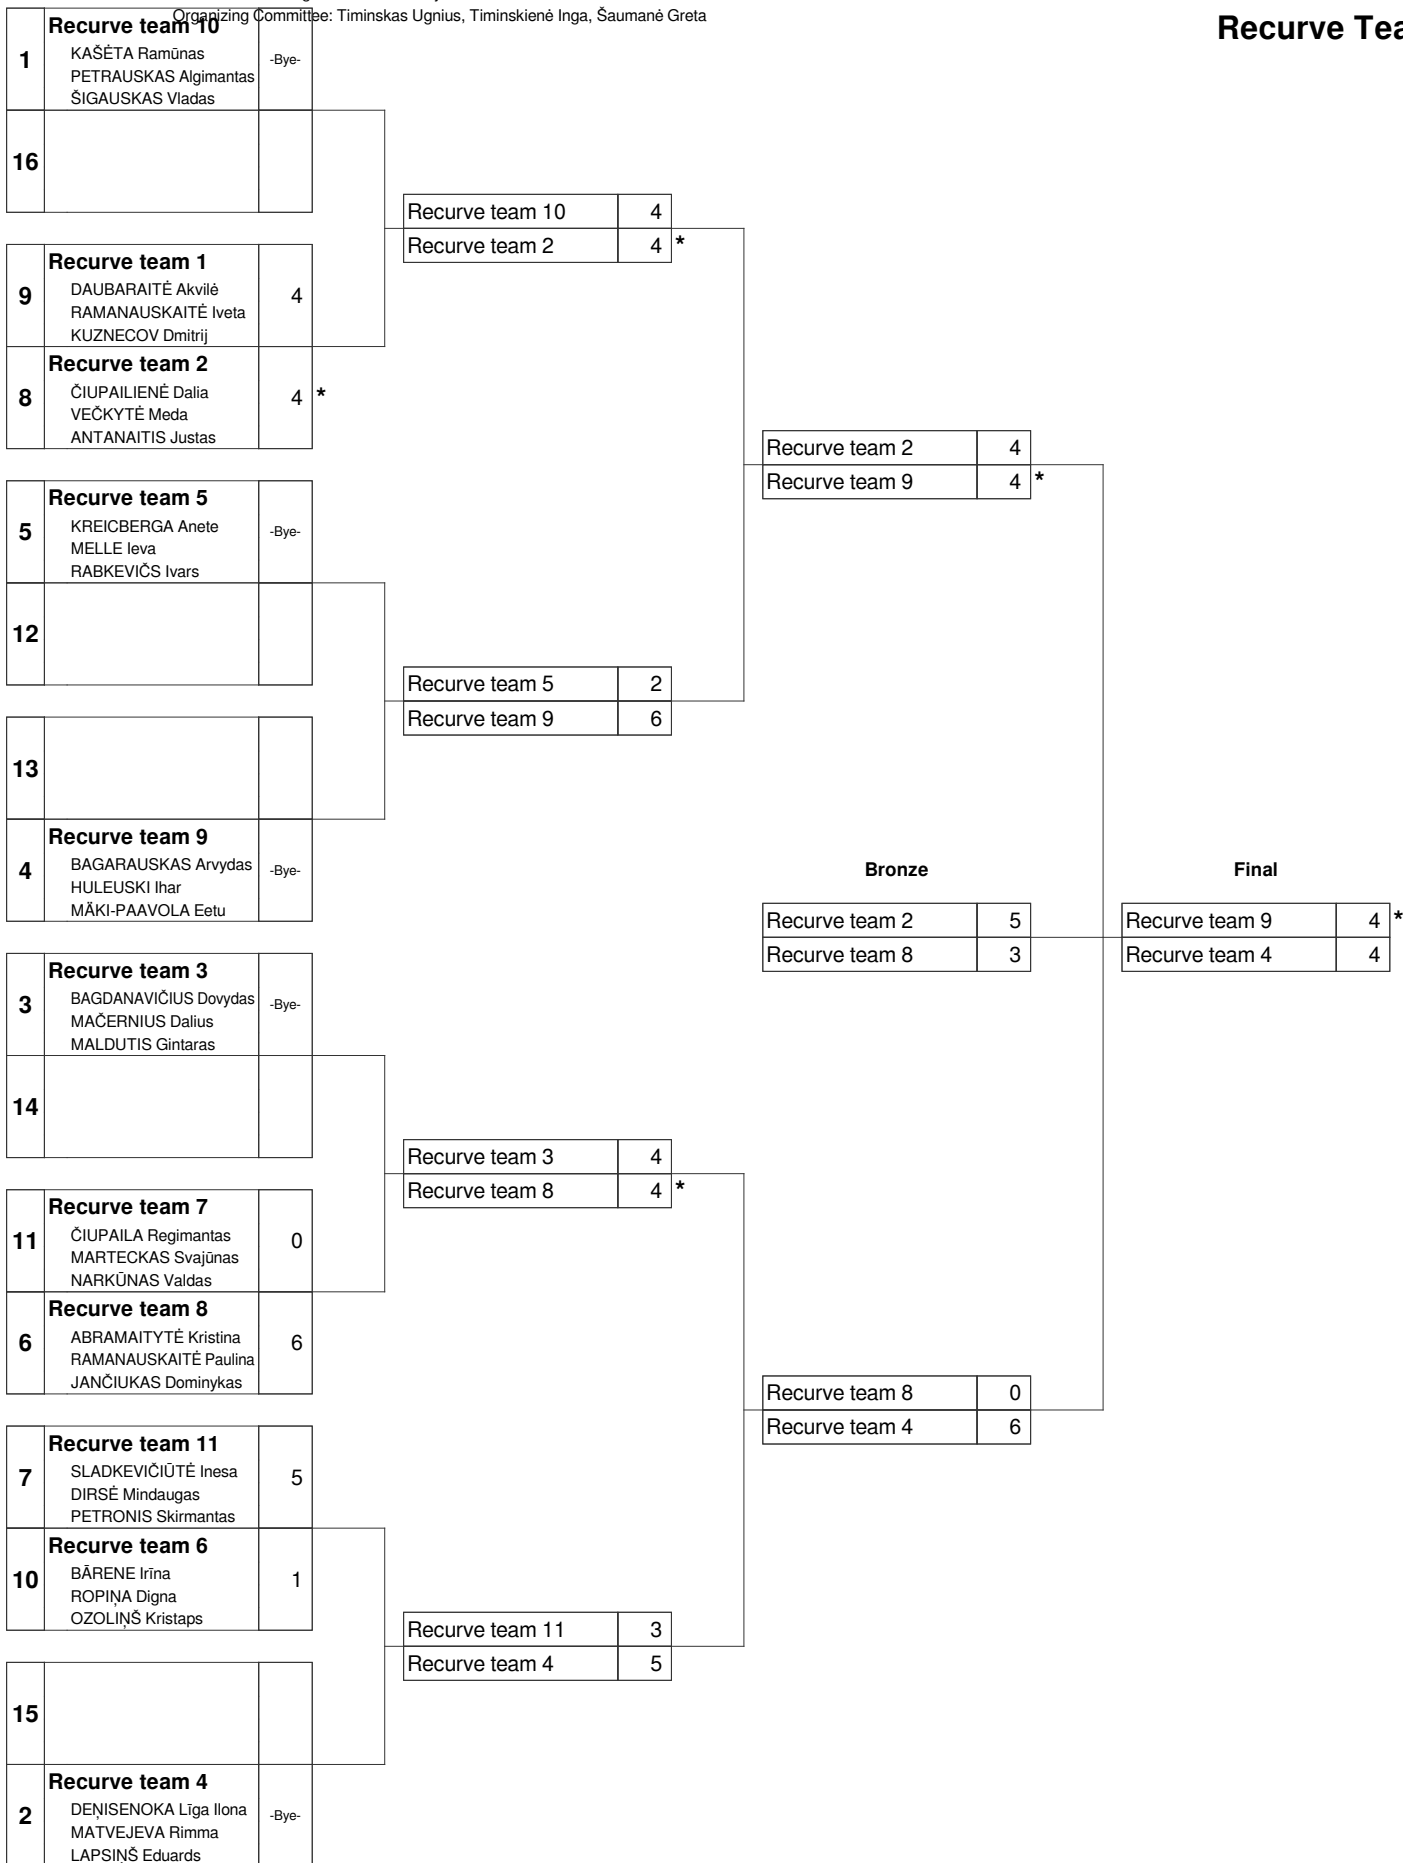 Organizing Committee: Timinskas Ugnius, Timinskienė Inga, Šaumanė Greta
Recurve
Recurve team 10
1
KAŠĖTA Ramūnas
PETRAUSKAS Algimantas
ŠIGAUSKAS Vladas
-Bye-
16
Recurve team 10 4
Recurve team 2 4 *
Recurve team 1
9
DAUBARAITĖ Akvilė
RAMANAUSKAITĖ Iveta
KUZNECOV Dmitrij
4
Recurve team 2
8
ČIUPAILIENĖ Dalia
VEČKYTĖ Meda
ANTANAITIS Justas
4 *
Recurve team 2 4
Recurve team 9 4 *
Recurve team 5
5
KREICBERGA Anete
MELLE Ieva
RABKEVIČS Ivars
-Bye-
12
Recurve team 5 2
Recurve team 9 6
13
Recurve team 9
4
BAGARAUSKAS Arvydas
HULEUSKI Ihar
MÄKI-PAAVOLA Eetu
-Bye-
Bronze
Final
Recurve team 2 5
Recurve team 8 3
Recurve team 9 4 *
Recurve team 4 4
Recurve team 3
3
BAGDANAVIČIUS Dovydas
MAČERNIUS Dalius
MALDUTIS Gintaras
-Bye-
14
Recurve team 3 4
Recurve team 8 4 *
Recurve team 7
11
ČIUPAILA Regimantas
MARTECKAS Svajūnas
NARKŪNAS Valdas
0
Recurve team 8
6
ABRAMAITYTĖ Kristina
RAMANAUSKAITĖ Paulina
JANČIUKAS Dominykas
6
Recurve team 8 0
Recurve team 4 6
Recurve team 11
7
SLADKEVIČIŪTĖ Inesa
DIRSĖ Mindaugas
PETRONIS Skirmantas
5
Recurve team 6
10
BĀRENE Irīna
ROPIŅA Digna
OZOLIŅŠ Kristaps
1
Recurve team 11 3
Recurve team 4 5
15
Recurve team 4
2
DEŅISENOKA Līga Ilona
MATVEJEVA Rimma
LAPSIŅŠ Eduards
-Bye-